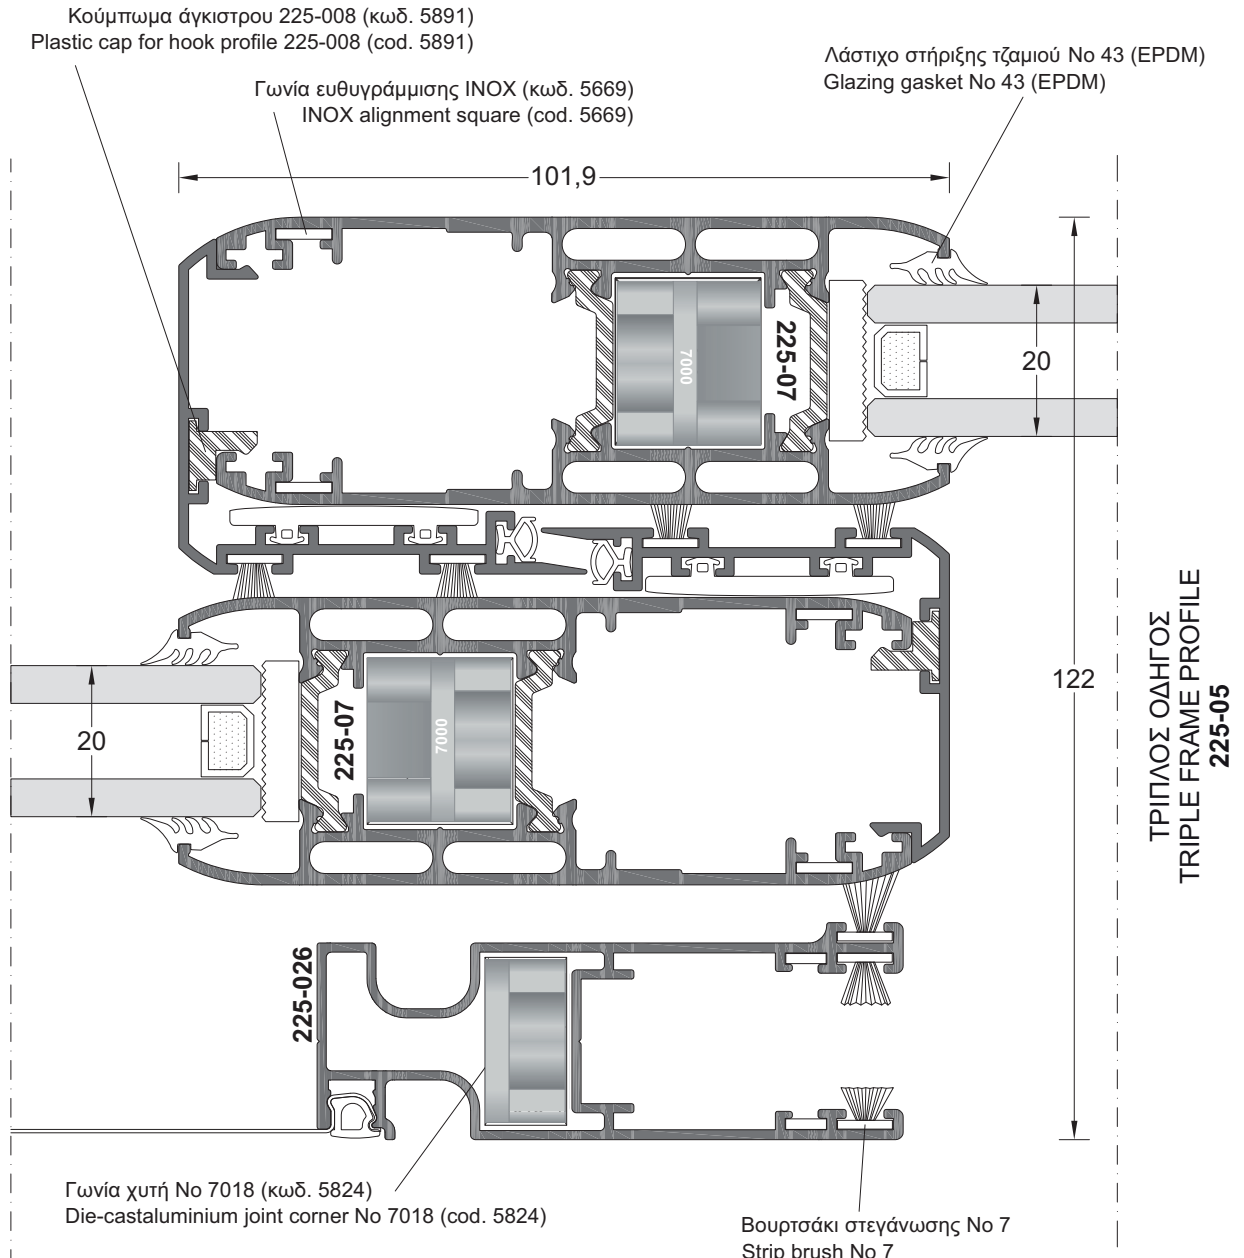 Κούμπωμα άγκιστρου 225-008 (κωδ. 5891)
Plastic cap for hook profile 225-008 (cod. 5891)
Λάστιχο στήριξης τζαμιού No 43 (EPDM)
Glazing gasket No 43 (EPDM)
Γωνία ευθυγράμμισης INOX (κωδ. 5669)
INOX alignment square (cod. 5669)
101,9
7000
225-07
20
122
20
225-07
7000
ΤΡΙΠΛΟΣ ΟΔΗΓΟΣ
TRIPLE FRAME PROFILE
225-05
225-026
Γωνία χυτή No 7018 (κωδ. 5824)
Die-castaluminium joint corner No 7018 (cod. 5824)
Βουρτσάκι στεγάνωσης No 7
Strip brush No 7